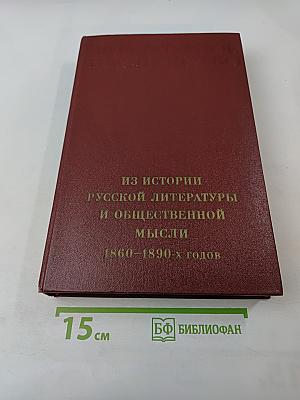 ИЗ ИСТОРИИ
РУССКОЙ ЛИТЕРАТУРЫ
И ОБЩЕСТВЕННОЙ
МЫСЛИ
1860–1890-х годов
15 см
БФ БИБЛИОФАН